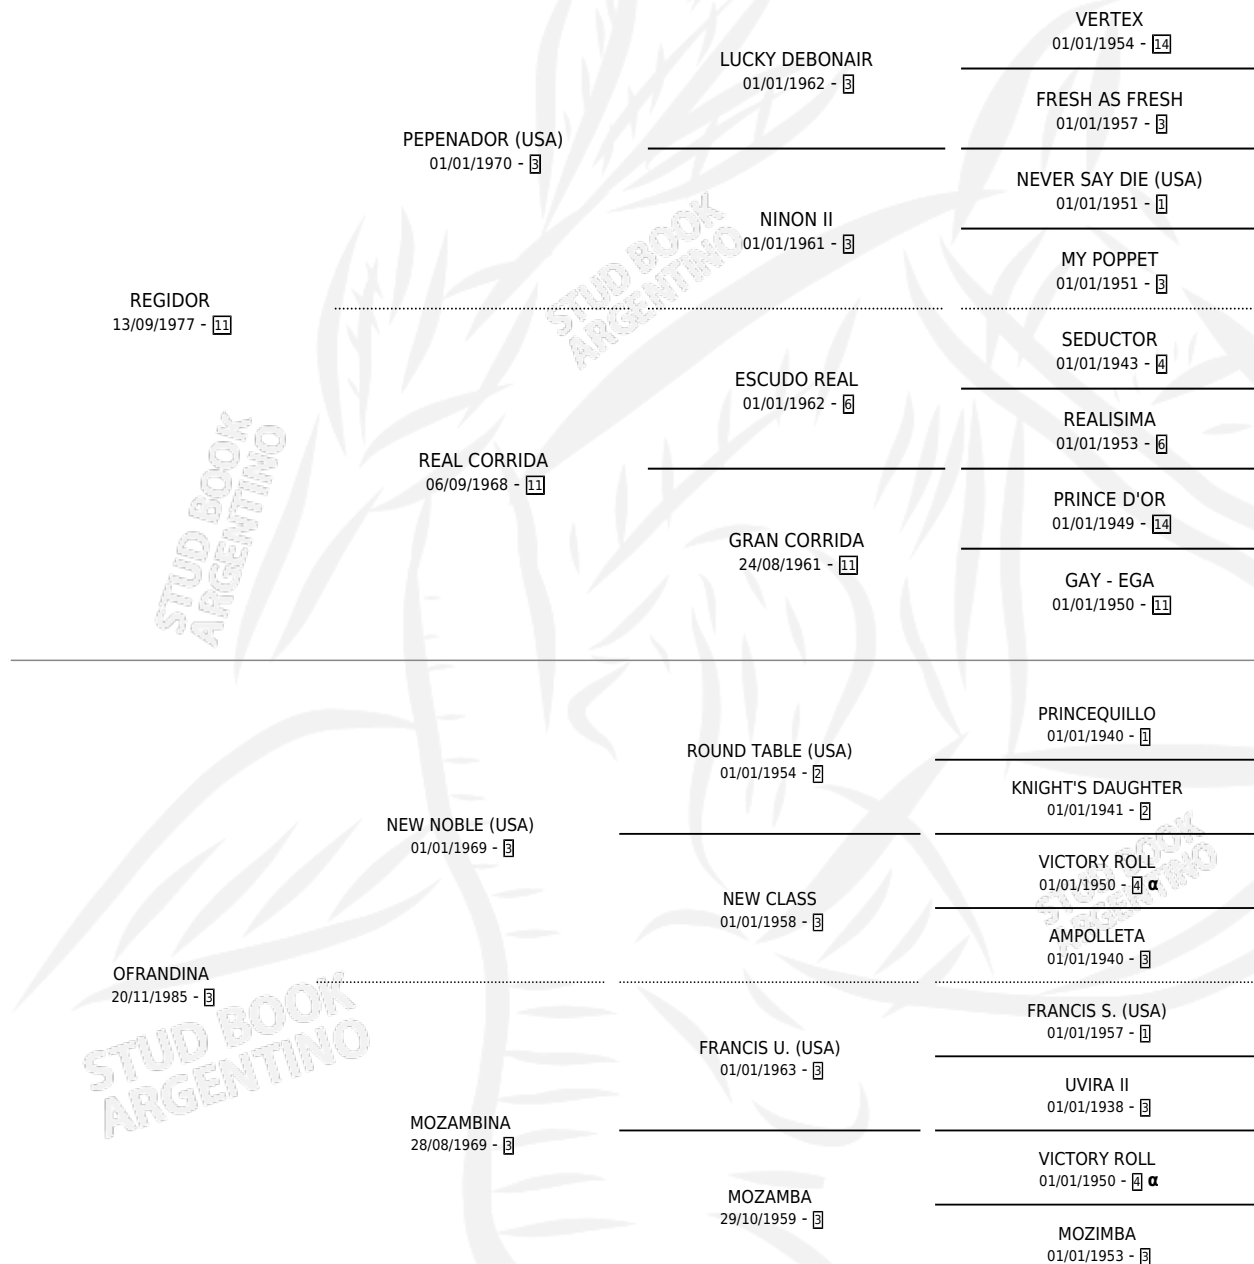 VERTEX
01/01/1954 - 14
LUCKY DEBONAIR
01/01/1962 - 3
FRESH AS FRESH
01/01/1957 - 3
PEPENADOR (USA)
01/01/1970 - 3
NEVER SAY DIE (USA)
01/01/1951 - 1
NINON II
01/01/1961 - 3
MY POPPET
01/01/1951 - 3
REGIDOR
13/09/1977 - 11
SEDUCTOR
01/01/1943 - 4
ESCUDO REAL
01/01/1962 - 6
REALISIMA
01/01/1953 - 6
REAL CORRIDA
06/09/1968 - 11
PRINCE D'OR
01/01/1949 - 14
GRAN CORRIDA
24/08/1961 - 11
GAY - EGA
01/01/1950 - 11
STUD BOOK
ARGENTINO
STUD BOOK
ARGENTINO
PRINCEQUILLO
01/01/1940 - 1
ROUND TABLE (USA)
01/01/1954 - 2
KNIGHT'S DAUGHTER
01/01/1941 - 2
NEW NOBLE (USA)
01/01/1969 - 3
VICTORY ROLL
01/01/1950 - 4 α
NEW CLASS
01/01/1958 - 3
AMPOLLETA
01/01/1940 - 3
OFRANDINA
20/11/1985 - 3
FRANCIS S. (USA)
01/01/1957 - 1
FRANCIS U. (USA)
01/01/1963 - 3
UVIRA II
01/01/1938 - 3
MOZAMBINA
28/08/1969 - 3
VICTORY ROLL
01/01/1950 - 4 α
MOZAMBA
29/10/1959 - 3
MOZIMBA
01/01/1953 - 3
STUD BOOK
ARGENTINO
STUD BOOK
ARGENTINO